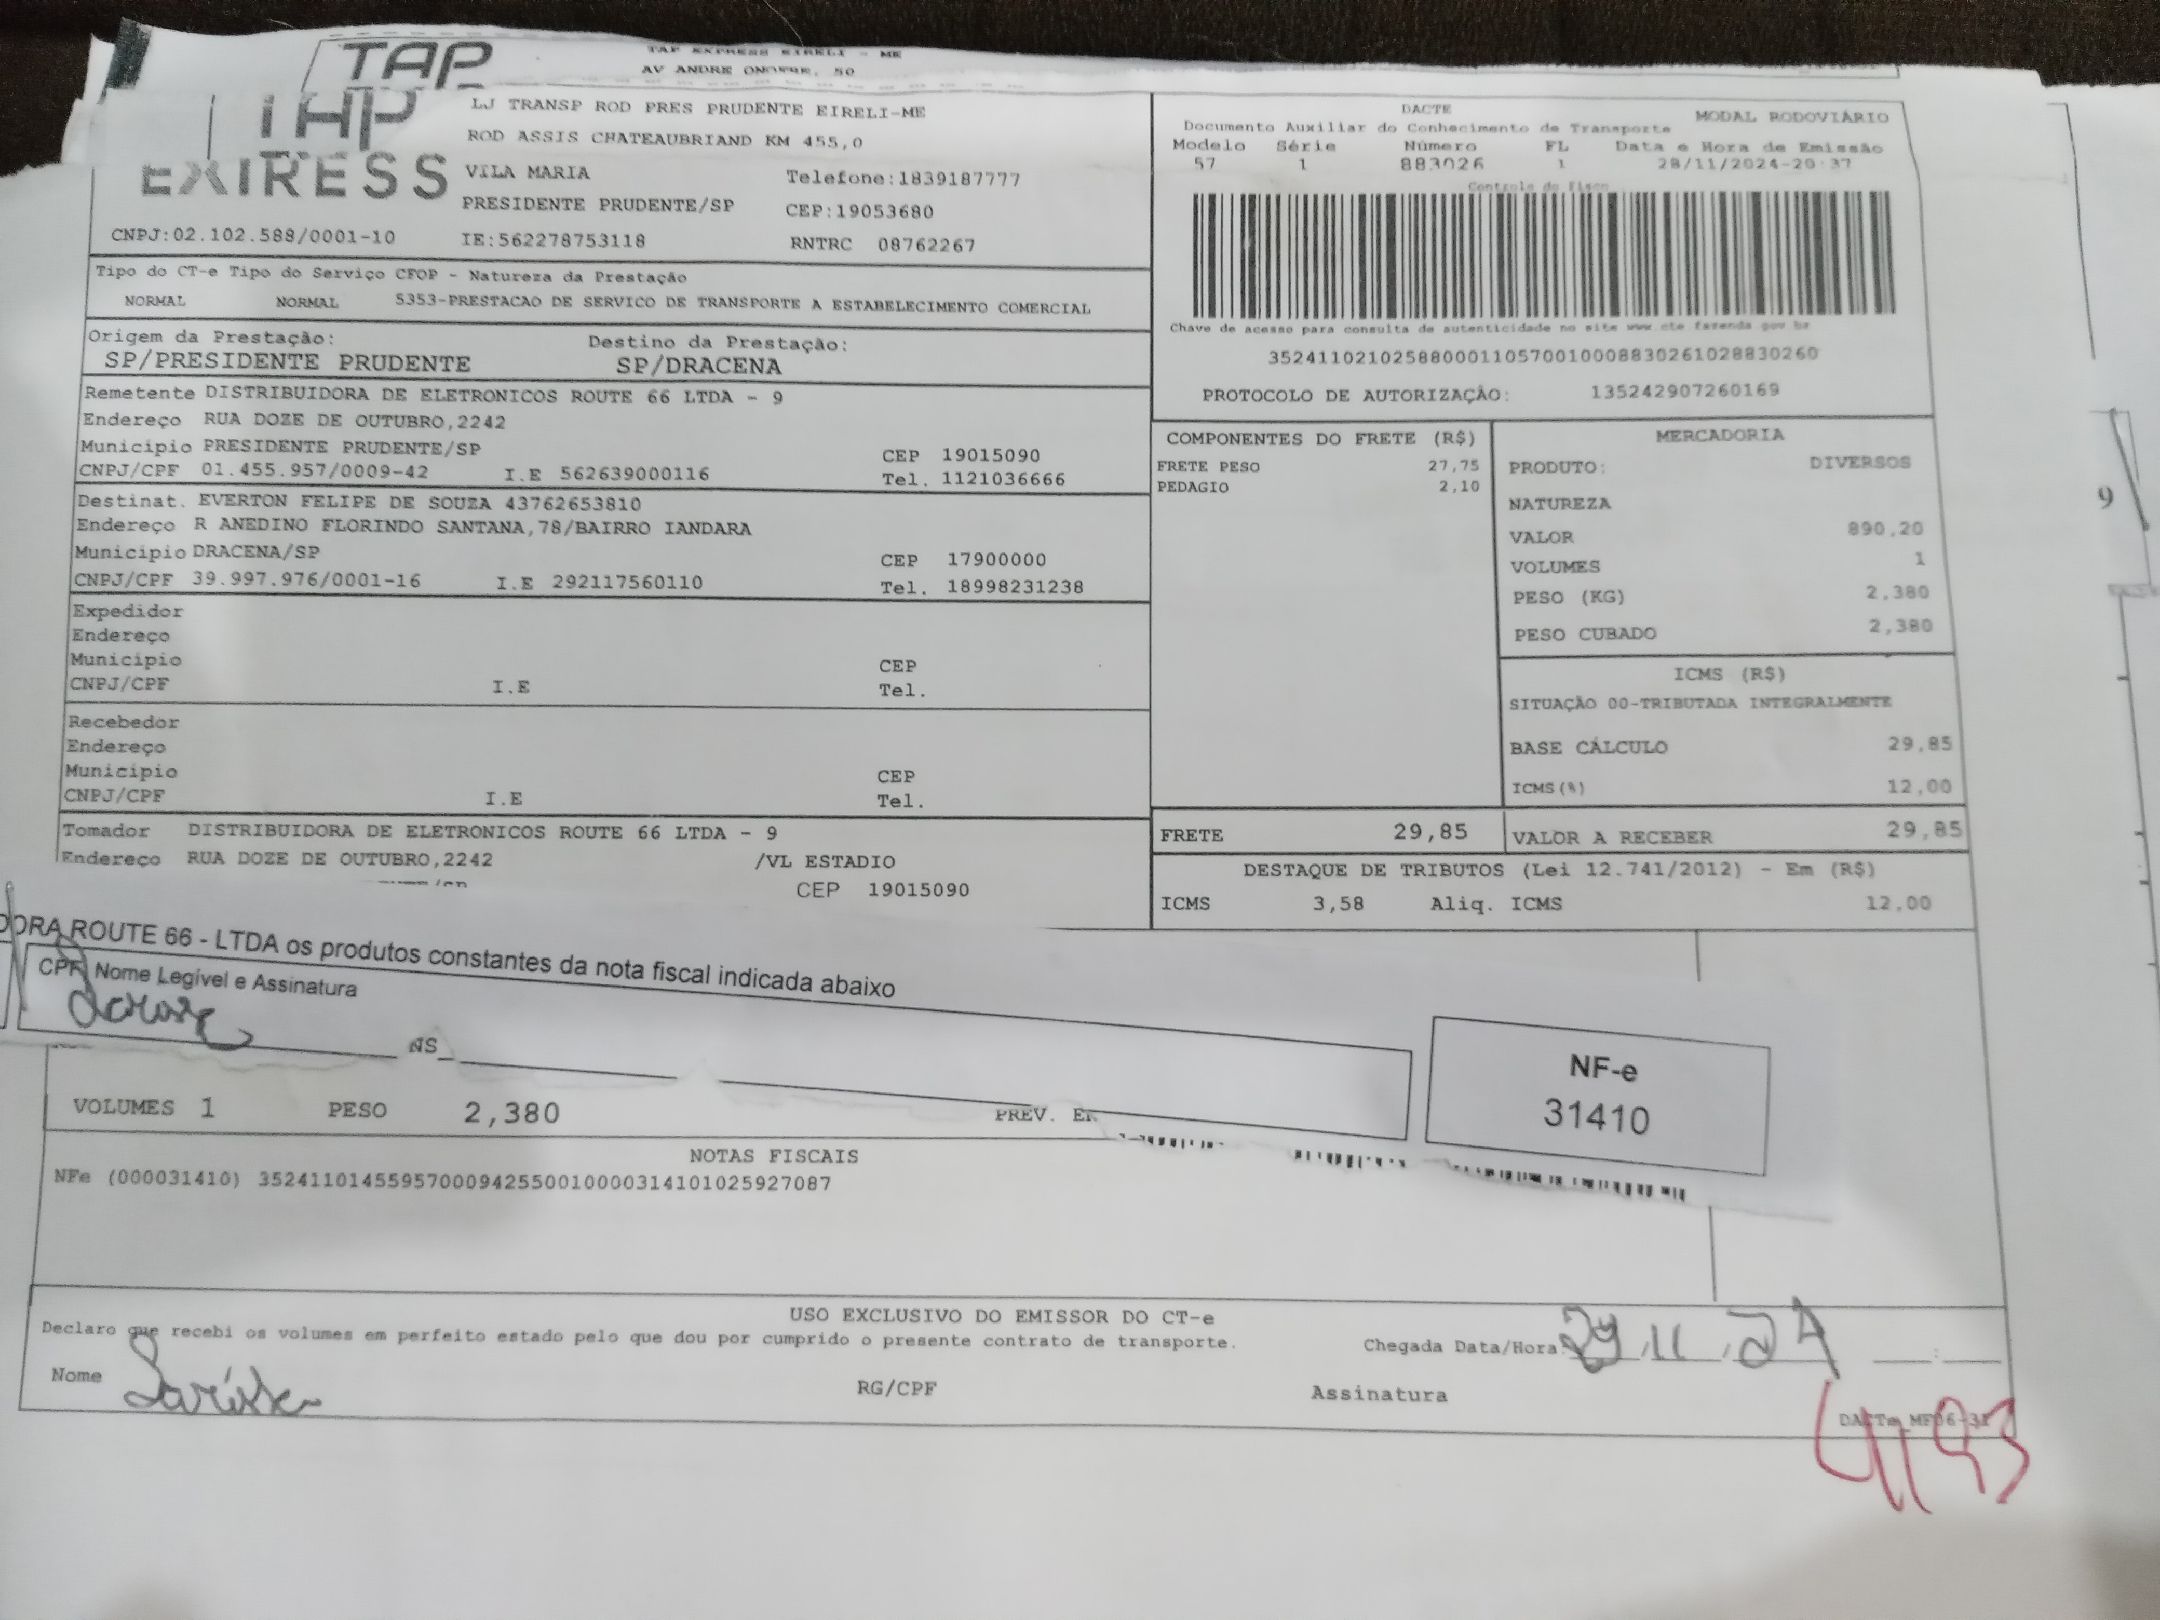 TAP
TAP EXPRESS EIRELI - ME
AV ANDRE ONOFRE, 50
EXPRESS
LJ TRANSP ROD PRES PRUDENTE EIRELI-ME
ROD ASSIS CHATEAUBRIAND KM 455,0
VILA MARIA Telefone:1839187777
PRESIDENTE PRUDENTE/SP CEP:19053680
CNPJ:02.102.588/0001-10 IE:562278753118 RNTRC 08762267
DACTE MODAL RODOVIÁRIO
Documento Auxiliar do Conhecimento de Transporte
Modelo Série Número FL Data e Hora de Emissão
57 1 883026 1 28/11/2024-20:37
Controle do Fisco
Chave de acesso para consulta de autenticidade no site www.cte.fazenda.gov.br
35241102102588000110570010008830261028830260
PROTOCOLO DE AUTORIZAÇÃO: 135242907260169
Tipo do CT-e Tipo do Serviço CFOP - Natureza da Prestação
NORMAL NORMAL 5353-PRESTACAO DE SERVICO DE TRANSPORTE A ESTABELECIMENTO COMERCIAL
Origem da Prestação: Destino da Prestação:
SP/PRESIDENTE PRUDENTE SP/DRACENA
Remetente DISTRIBUIDORA DE ELETRONICOS ROUTE 66 LTDA - 9
Endereço RUA DOZE DE OUTUBRO,2242
Município PRESIDENTE PRUDENTE/SP CEP 19015090
CNPJ/CPF 01.455.957/0009-42 I.E 562639000116 Tel. 1121036666
Destinat. EVERTON FELIPE DE SOUZA 43762653810
Endereço R ANEDINO FLORINDO SANTANA,78/BAIRRO IANDARA
Município DRACENA/SP CEP 17900000
CNPJ/CPF 39.997.976/0001-16 I.E 292117560110 Tel. 18998231238
Expedidor
Endereço
Município CEP
CNPJ/CPF I.E Tel.
Recebedor
Endereço
Município CEP
CNPJ/CPF I.E Tel.
Tomador DISTRIBUIDORA DE ELETRONICOS ROUTE 66 LTDA - 9
Endereço RUA DOZE DE OUTUBRO,2242 /VL ESTADIO
CEP 19015090
COMPONENTES DO FRETE (R$)
FRETE PESO 27,75
PEDAGIO 2,10
MERCADORIA
PRODUTO: DIVERSOS
NATUREZA
VALOR 890,20
VOLUMES 1
PESO (KG) 2,380
PESO CUBADO 2,380
ICMS (R$)
SITUAÇÃO 00-TRIBUTADA INTEGRALMENTE
BASE CÁLCULO 29,85
ICMS(%) 12,00
FRETE 29,85 VALOR A RECEBER 29,85
DESTAQUE DE TRIBUTOS (Lei 12.741/2012) - Em (R$)
ICMS 3,58 Aliq. ICMS 12,00
9
DORA ROUTE 66 - LTDA os produtos constantes da nota fiscal indicada abaixo
CPF Nome Legível e Assinatura
NS
NF-e
31410
VOLUMES 1 PESO 2,380 PREV. EN
NOTAS FISCAIS
NFe (000031410) 35241101455957000942550010000314101025927087
USO EXCLUSIVO DO EMISSOR DO CT-e
Declaro que recebi os volumes em perfeito estado pelo que dou por cumprido o presente contrato de transporte.
Chegada Data/Hora: 29/11/24
Nome RG/CPF Assinatura
DACTe MF06-31
4193